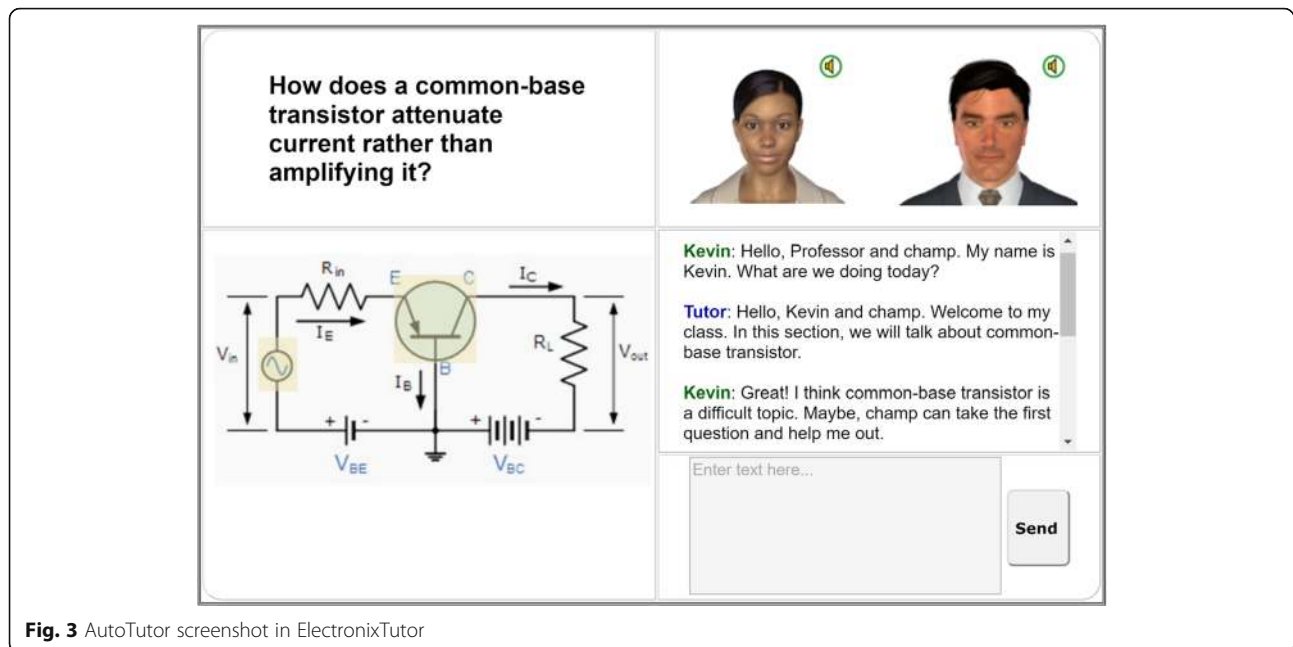 How does a common-base
transistor attenuate
current rather than
amplifying it?
Kevin: Hello, Professor and champ. My name is
Kevin. What are we doing today?
Tutor: Hello, Kevin and champ. Welcome to my
class. In this section, we will talk about common-
base transistor.
Kevin: Great! I think common-base transistor is
a difficult topic. Maybe, champ can take the first
question and help me out.
Rin
E
C
IC
IE
Vin
RL
Vout
B
IB
+ -
+ -
VBE
VBC
Enter text here...
Send
Fig. 3 AutoTutor screenshot in ElectronixTutor